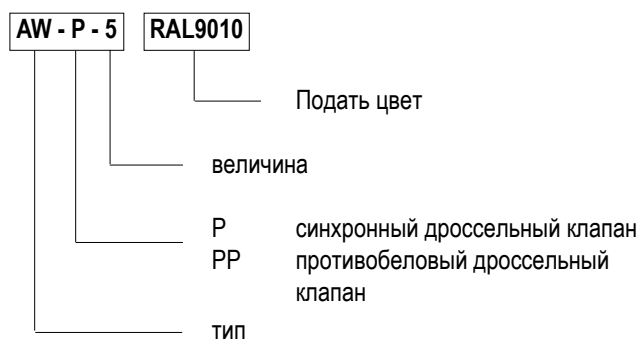 AW - P - 5 RAL9010
Подать цвет
величина
P синхронный дроссельный клапан
PP противобеловый дроссельный
клапан
тип